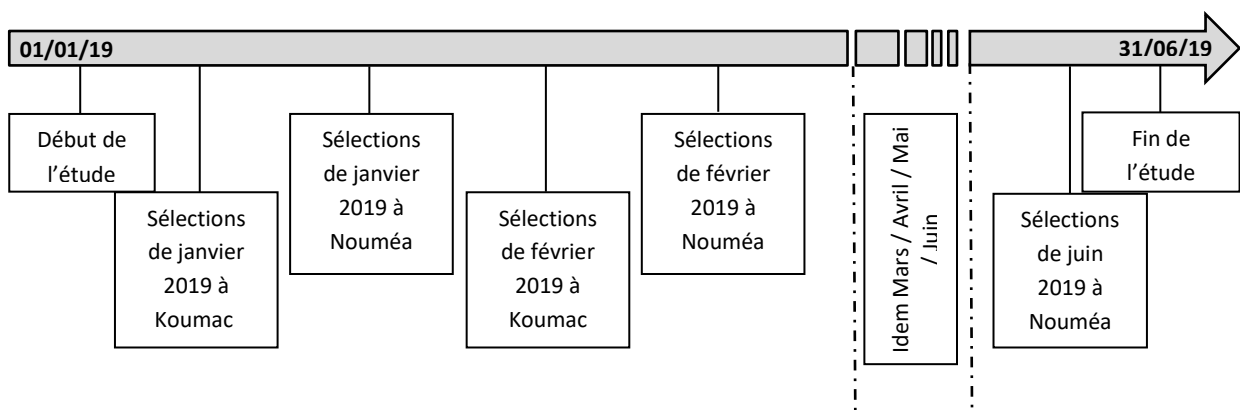 01/01/19
31/06/19
Début de
l’étude
Sélections
de janvier
2019 à
Koumac
Sélections
de janvier
2019 à
Nouméa
Sélections
de février
2019 à
Koumac
Sélections
de février
2019 à
Nouméa
Idem Mars / Avril / Mai
/ Juin
Sélections
de juin
2019 à
Nouméa
Fin de
l’étude